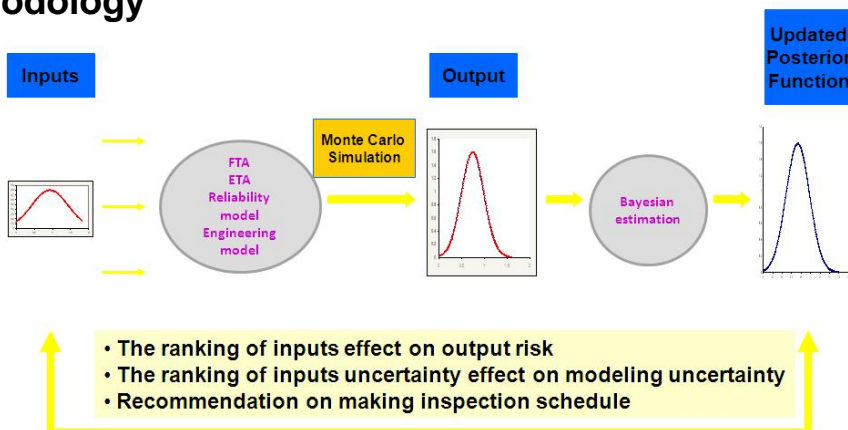 odology
Inputs
Output
Updated
Posterior
Function
Monte Carlo
Simulation
FTA
ETA
Reliability
model
Engineering
model
Bayesian
estimation
• The ranking of inputs effect on output risk
• The ranking of inputs uncertainty effect on modeling uncertainty
• Recommendation on making inspection schedule